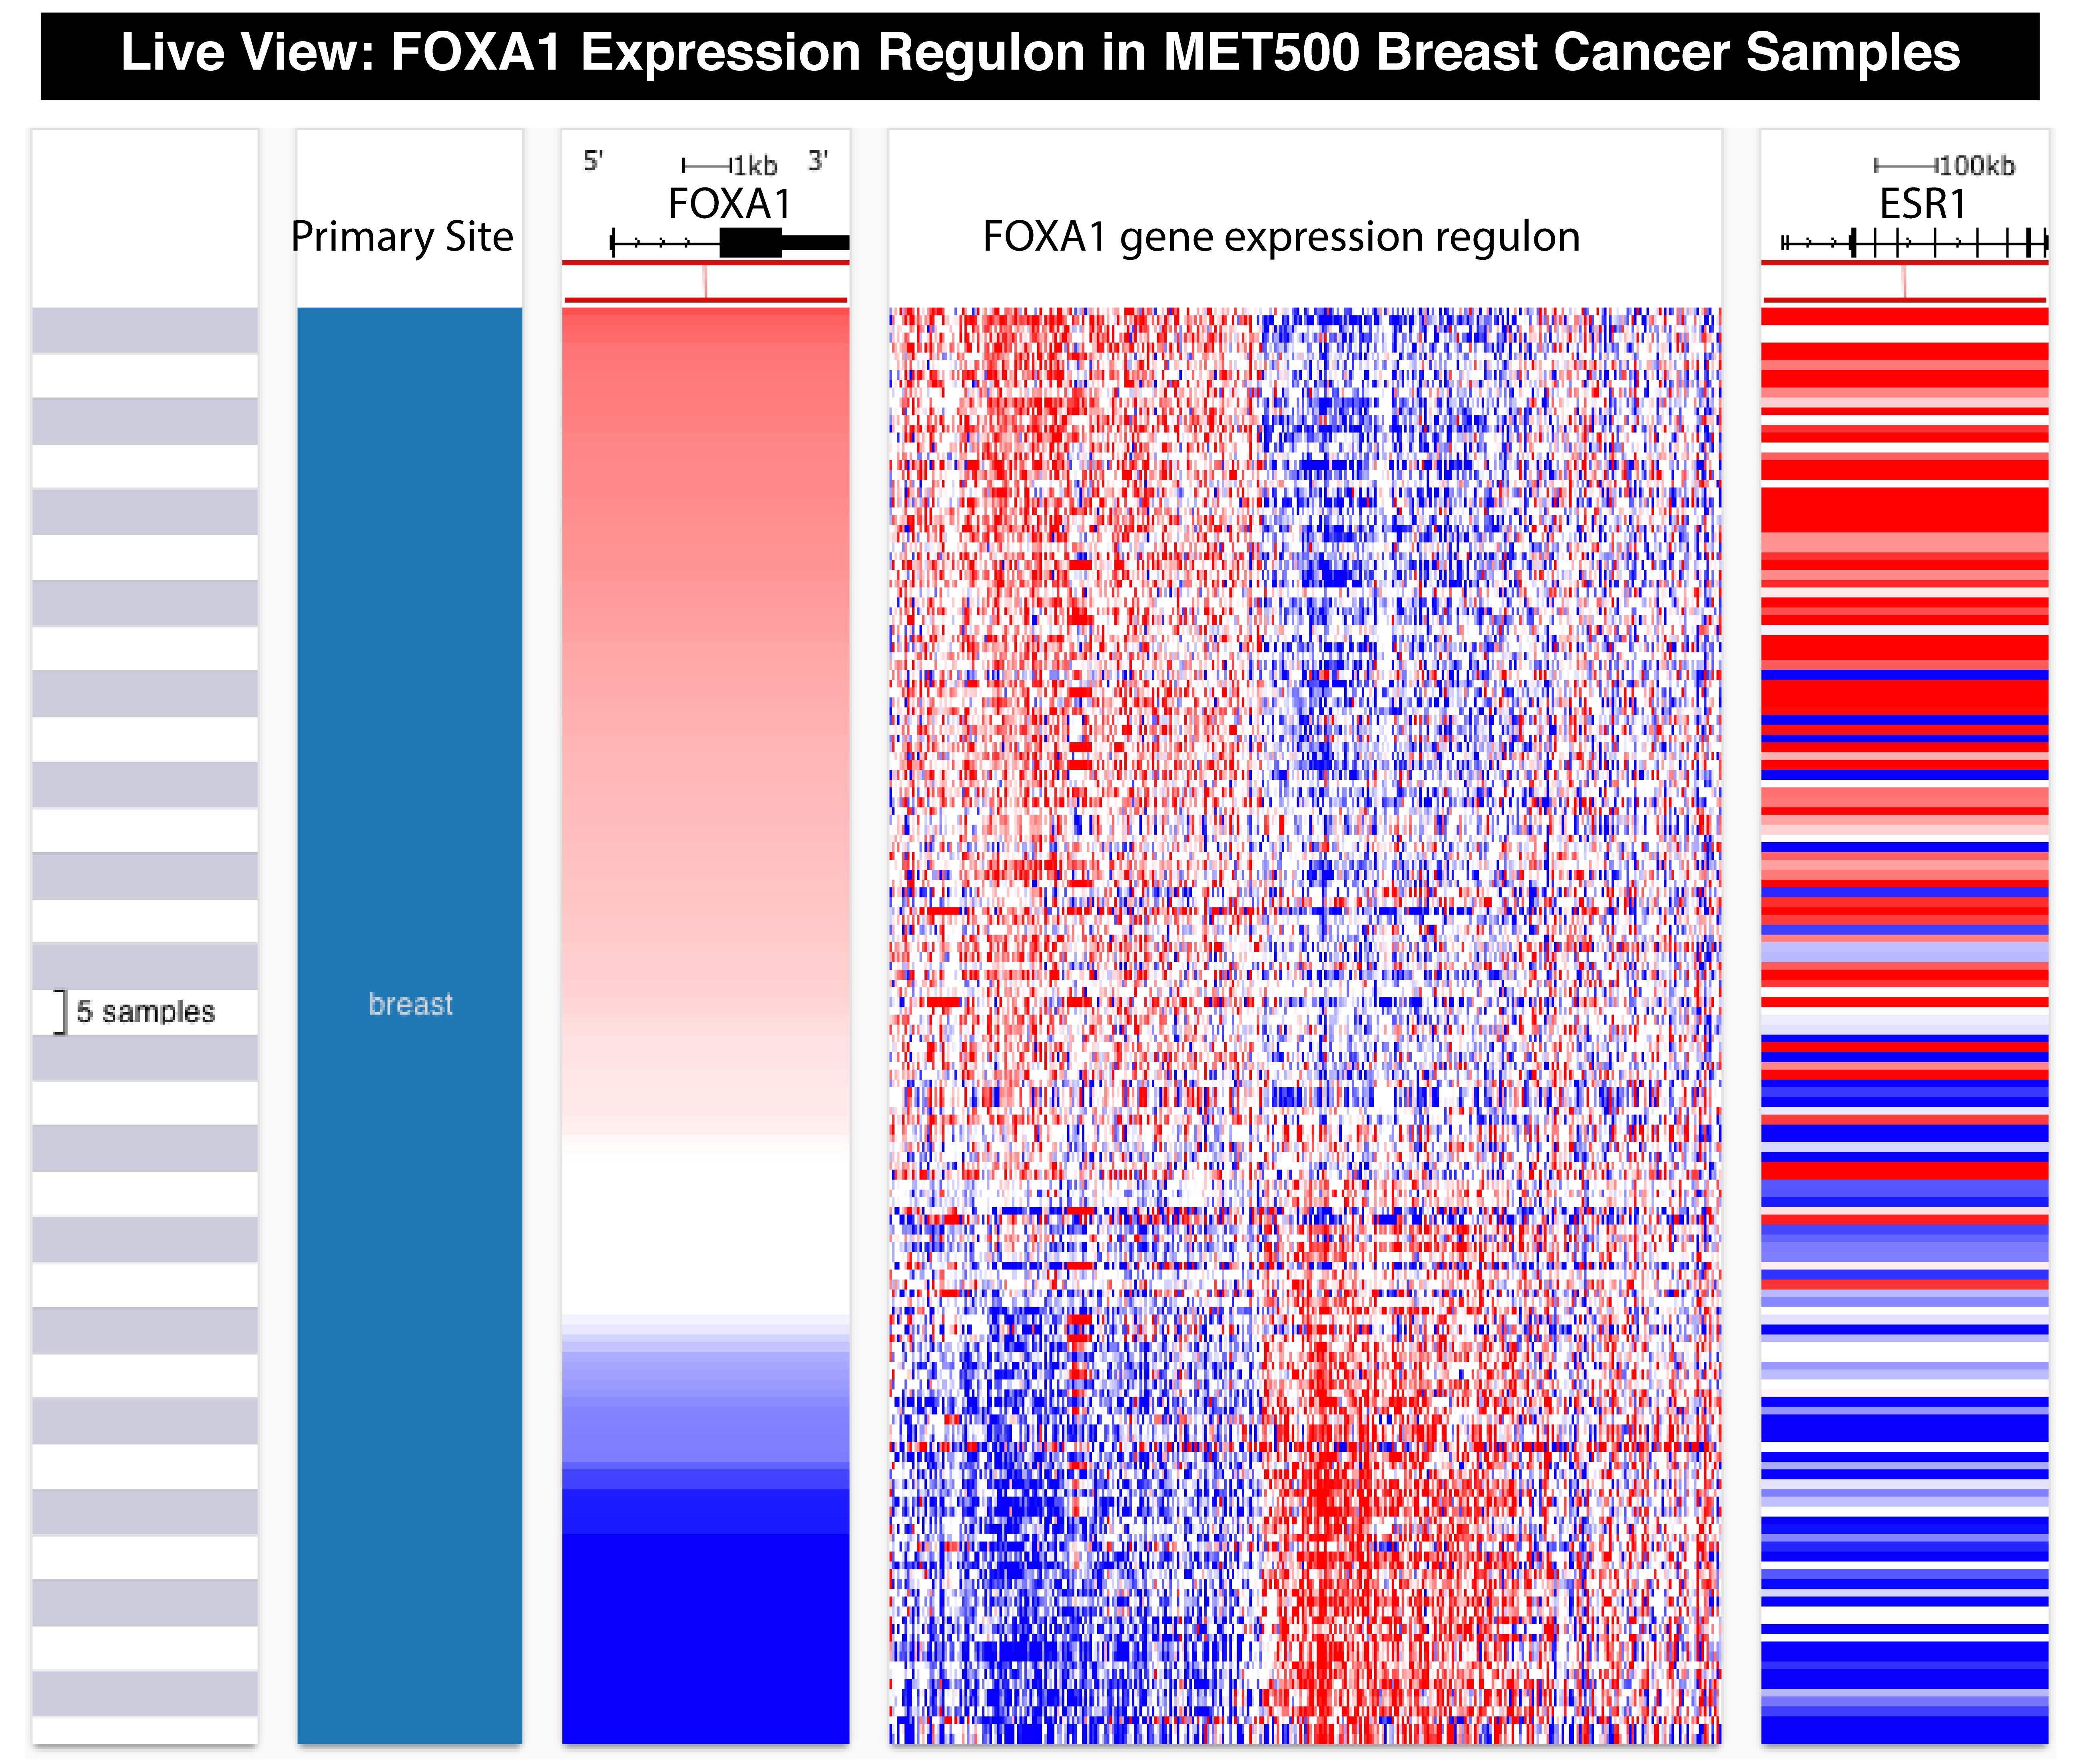 Live View: FOXA1 Expression Regulon in MET500 Breast Cancer Samples
5' 1kb 3'
100kb
FOXA1
ESR1
Primary Site
FOXA1 gene expression regulon
5 samples
breast